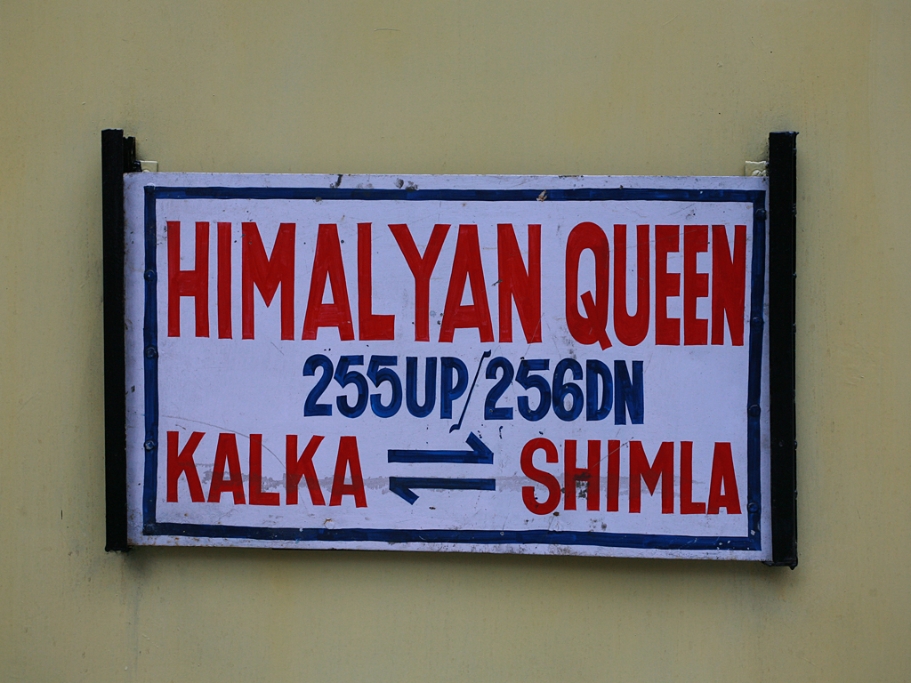 HIMALYAN QUEEN
255UP/256DN
KALKA ⇌ SHIMLA